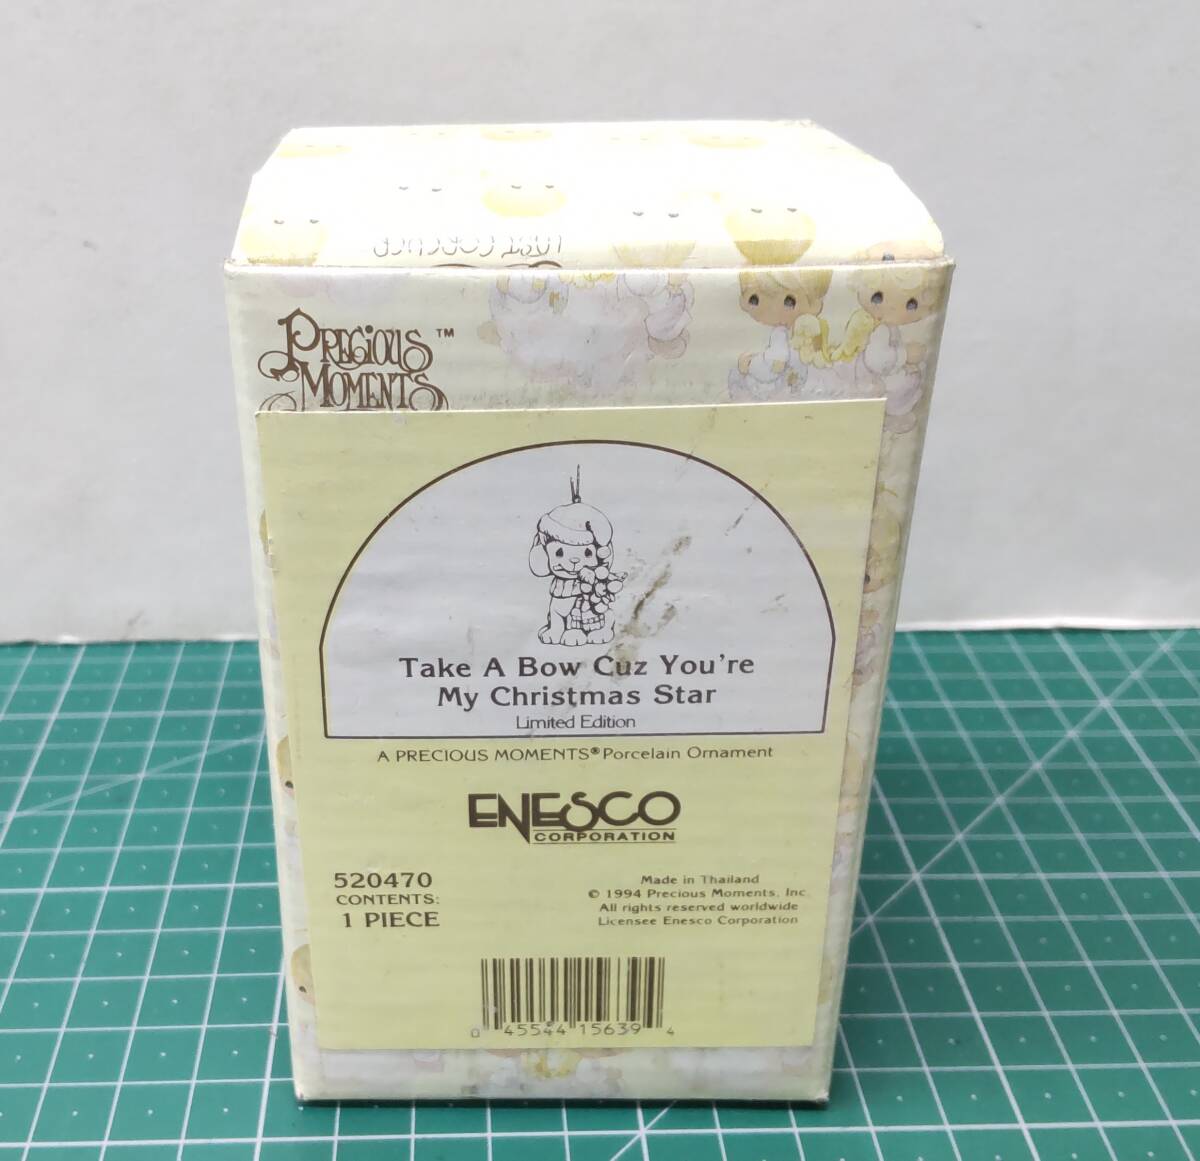 PRECIOUS MOMENTS™
Take A Bow Cuz You're
My Christmas Star
Limited Edition
A PRECIOUS MOMENTS® Porcelain Ornament
ENESCO
CORPORATION
520470
CONTENTS:
1 PIECE
Made in Thailand
© 1994 Precious Moments, Inc.
All rights reserved worldwide
Licensee Enesco Corporation
0 45544 15639 4